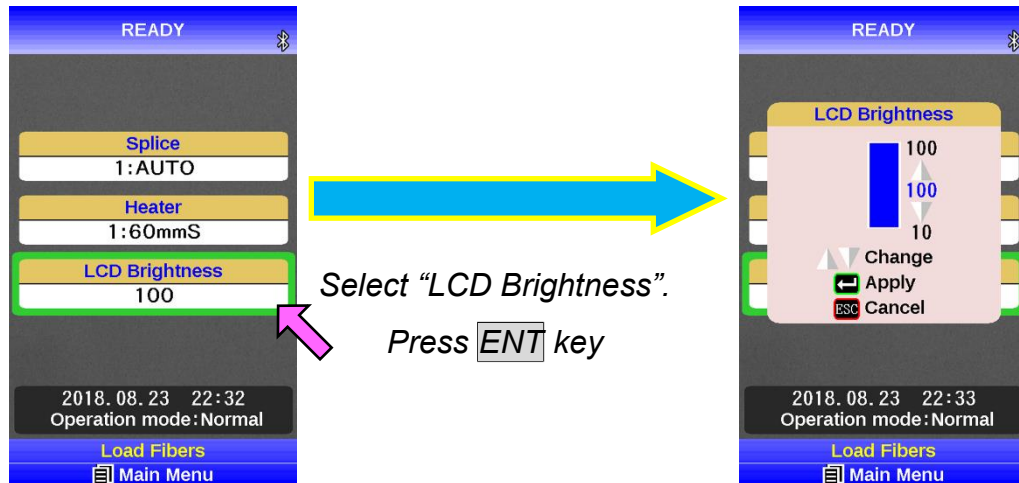 READY
Splice
1:AUTO
Heater
1:60mmS
LCD Brightness
100
2018.08.23 22:32
Operation mode:Normal
Load Fibers
Main Menu
Select “LCD Brightness”.
Press ENT key
READY
LCD Brightness
100
100
10
Change
Apply
ESC Cancel
2018.08.23 22:33
Operation mode:Normal
Load Fibers
Main Menu